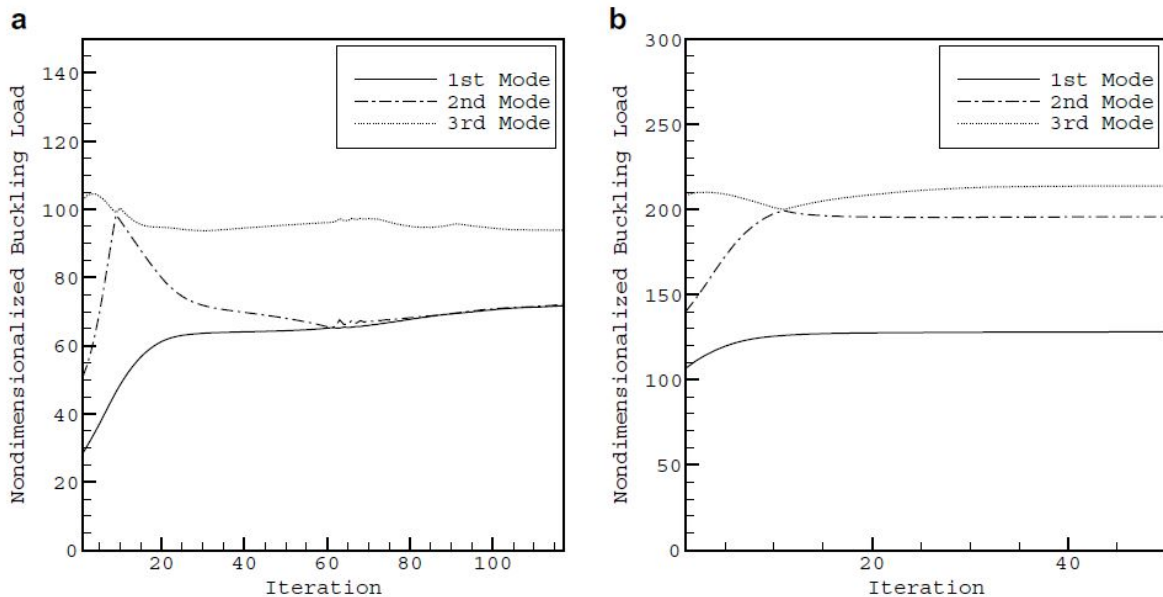 a
Nondimensionalized Buckling Load
140
120
100
80
60
40
20
0
1st Mode
2nd Mode
3rd Mode
20
40
60
80
100
Iteration
b
Nondimensionalized Buckling Load
300
250
200
150
100
50
0
1st Mode
2nd Mode
3rd Mode
20
40
Iteration